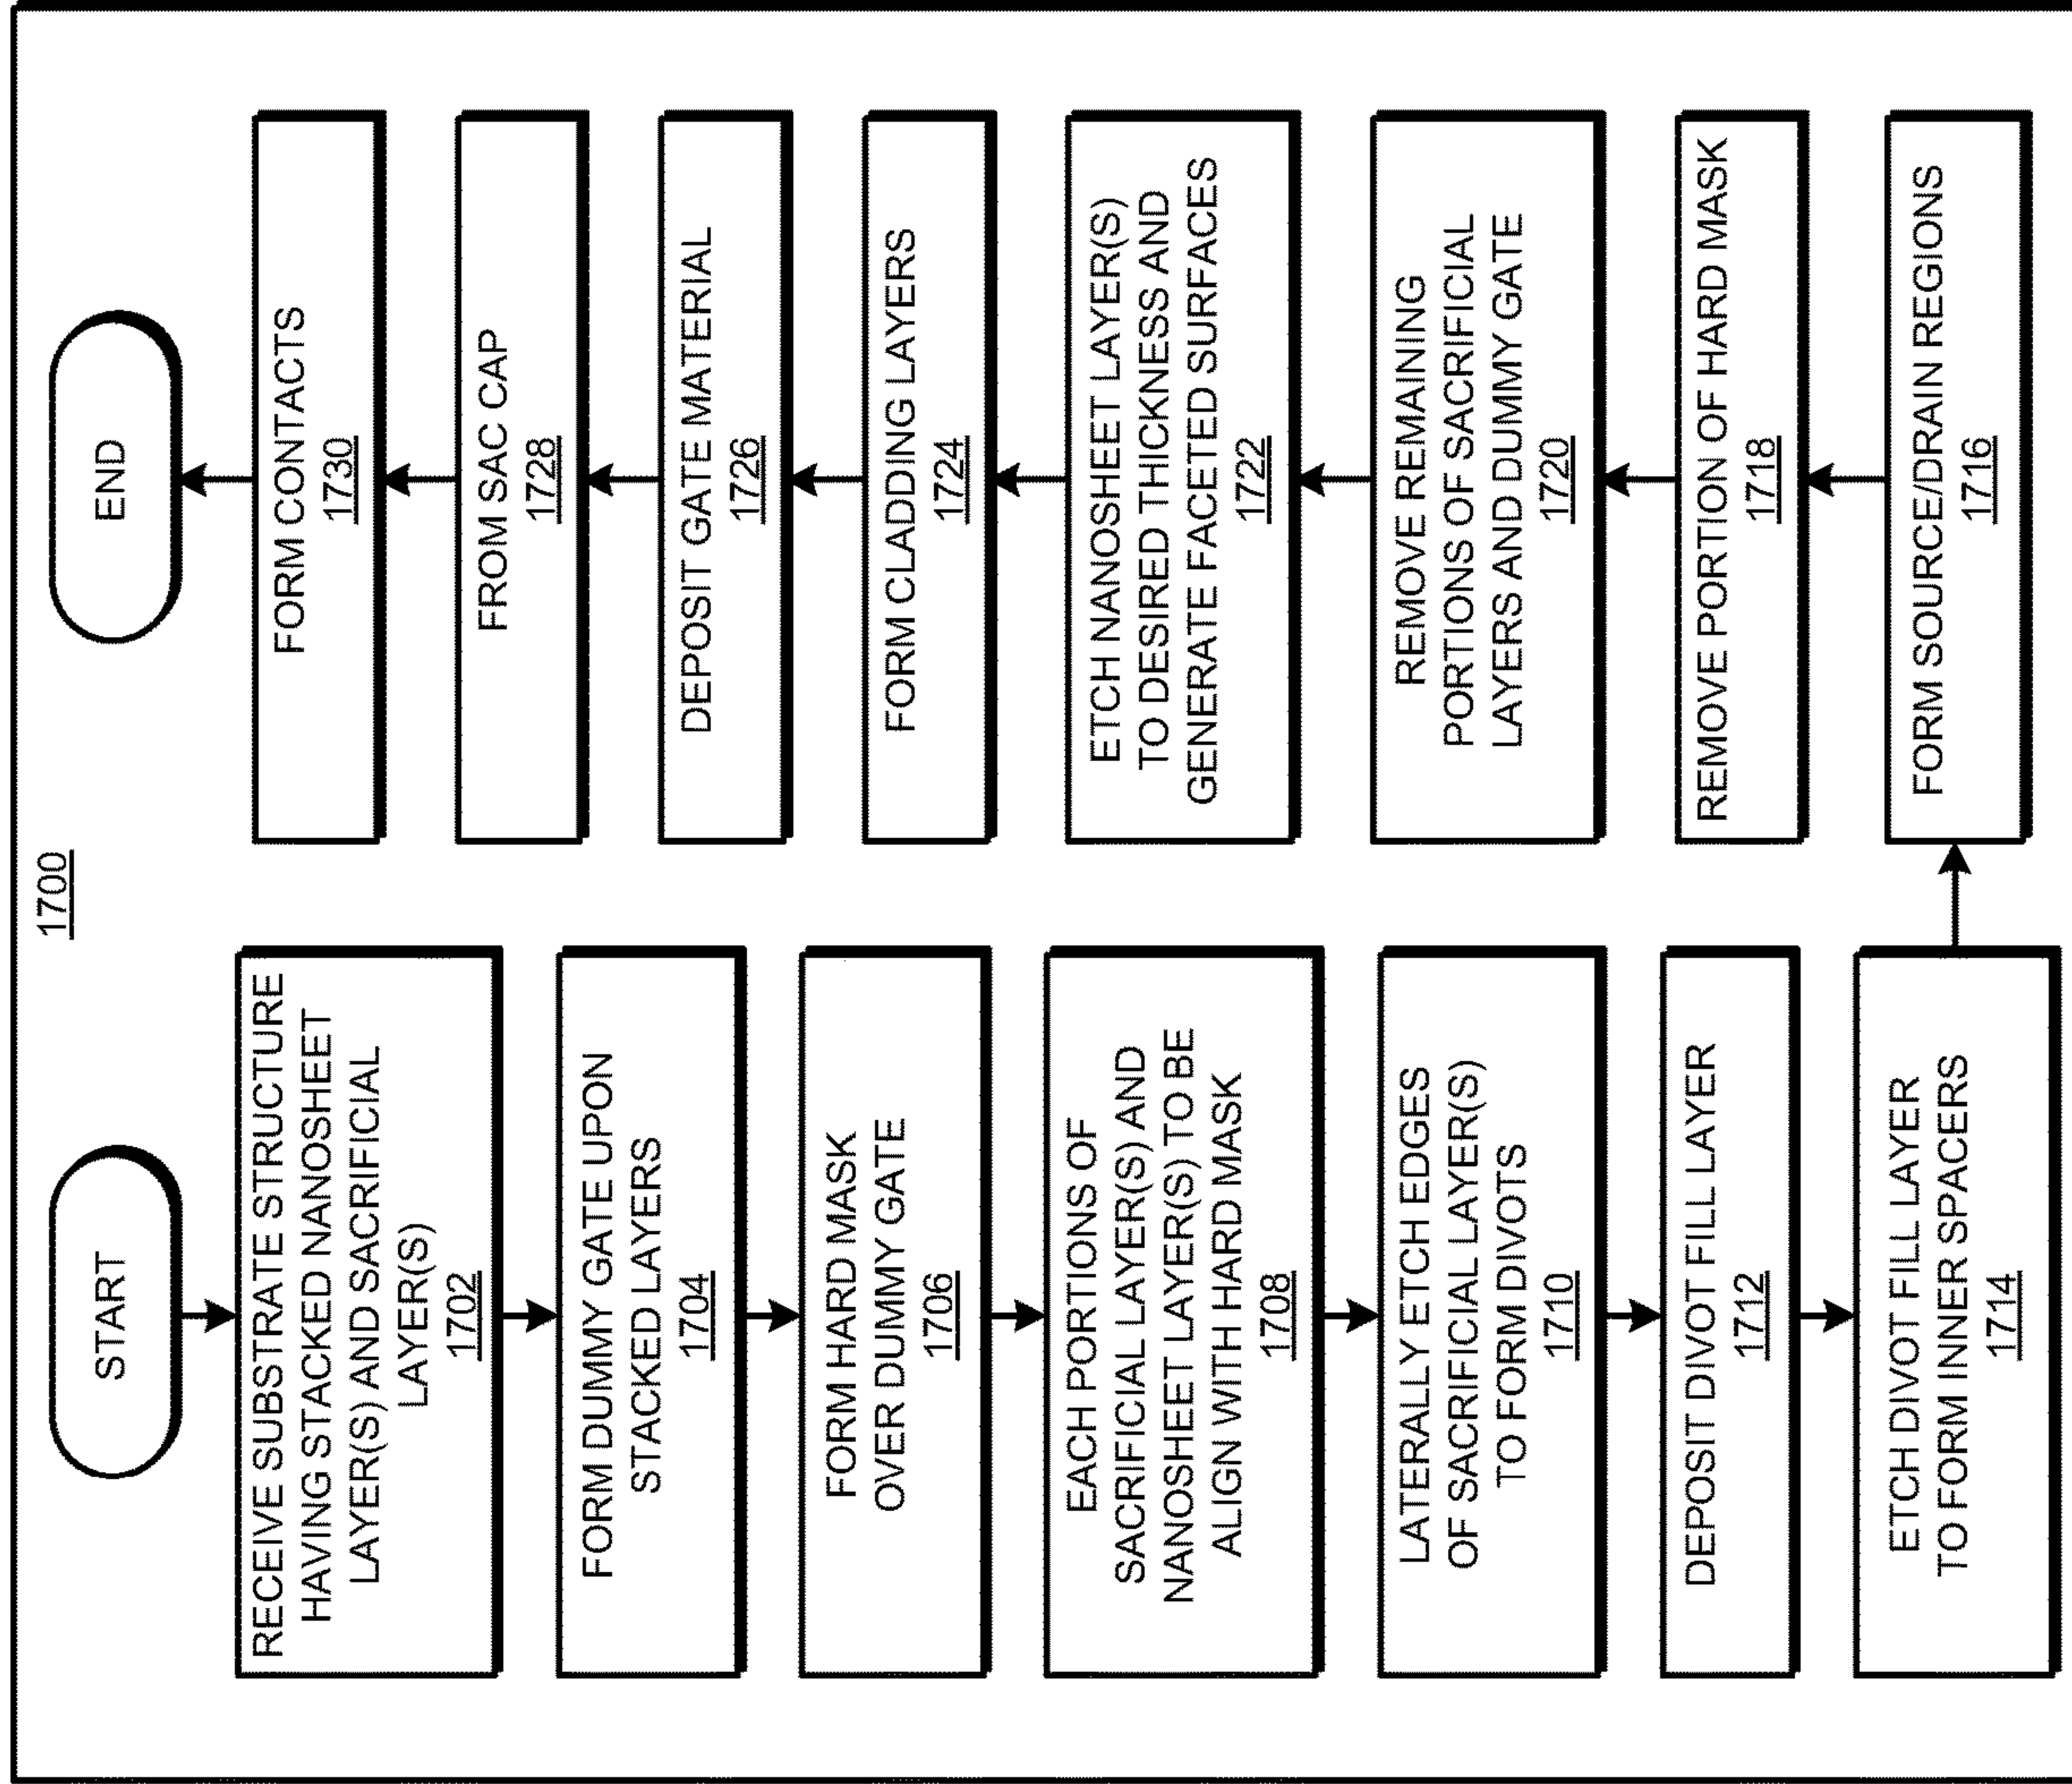 1700
START
RECEIVE SUBSTRATE STRUCTURE
HAVING STACKED NANOSHEET
LAYER(S) AND SACRIFICIAL
LAYER(S)
1702
FORM DUMMY GATE UPON
STACKED LAYERS
1704
FORM HARD MASK
OVER DUMMY GATE
1706
EACH PORTIONS OF
SACRIFICIAL LAYER(S) AND
NANOSHEET LAYER(S) TO BE
ALIGN WITH HARD MASK
1708
LATERALLY ETCH EDGES
OF SACRIFICIAL LAYER(S)
TO FORM DIVOTS
1710
DEPOSIT DIVOT FILL LAYER
1712
ETCH DIVOT FILL LAYER
TO FORM INNER SPACERS
1714
FORM SOURCE/DRAIN REGIONS
1716
REMOVE PORTION OF HARD MASK
1718
REMOVE REMAINING
PORTIONS OF SACRIFICIAL
LAYERS AND DUMMY GATE
1720
ETCH NANOSHEET LAYER(S)
TO DESIRED THICKNESS AND
GENERATE FACETED SURFACES
1722
FORM CLADDING LAYERS
1724
DEPOSIT GATE MATERIAL
1726
FROM SAC CAP
1728
FORM CONTACTS
1730
END